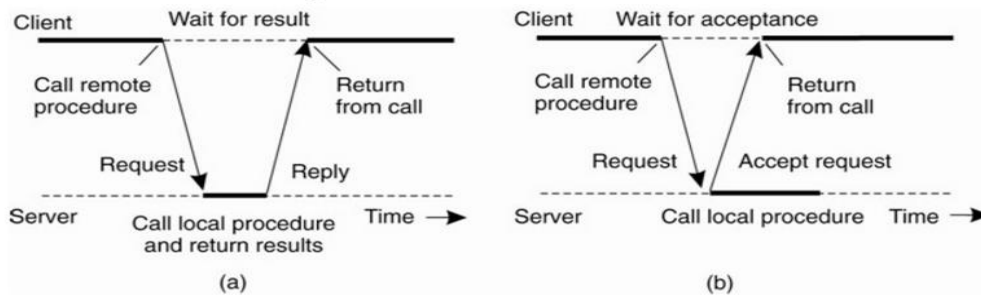 Client
Wait for result
Call remote
procedure
Return
from call
Request
Reply
Server
Call local procedure
and return results
Time
(a)
Client
Wait for acceptance
Call remote
procedure
Return
from call
Request
Accept request
Server
Call local procedure
Time
(b)